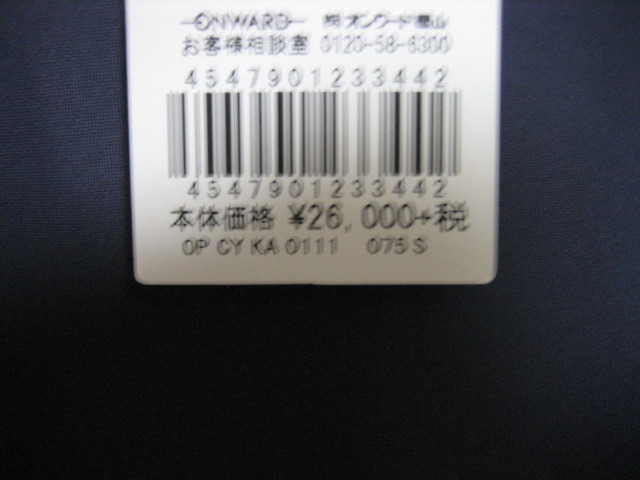 ONWARD ㈱オンワード樫山
お客様相談室 0120-58-6300
4547901233442
4547901233442
本体価格 ¥26,000+税
OP CY KA 0111 075 S